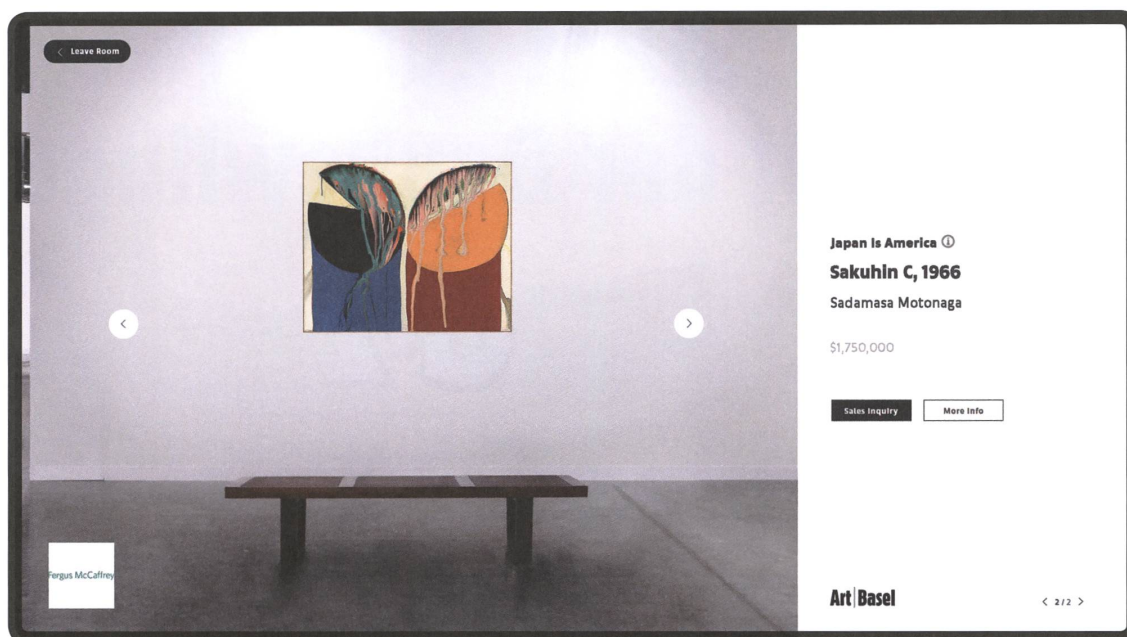 Leave Room
Japan Is America
Sakuhin C, 1966
Sadamasa Motonaga
$1,750,000
Sales Inquiry
More Info
Fergus McCaffrey
Art Basel
2/2